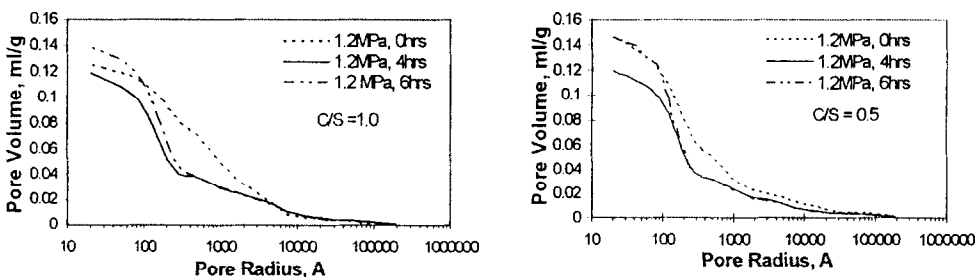 Pore Volume, ml/g
0.16
0.14
0.12
0.1
0.08
0.06
0.04
0.02
0
1.2MPa, 0hrs
1.2MPa, 4hrs
1.2 MPa, 6hrs
C/S =1.0
10 100 1000 10000 100000 1000000
Pore Radius, A
Pore Volume, ml/g
0.16
0.14
0.12
0.1
0.08
0.06
0.04
0.02
0
1.2MPa, 0hrs
1.2MPa, 4hrs
1.2MPa, 6hrs
C/S = 0.5
10 100 1000 10000 100000 1000000
Pore Radius, A